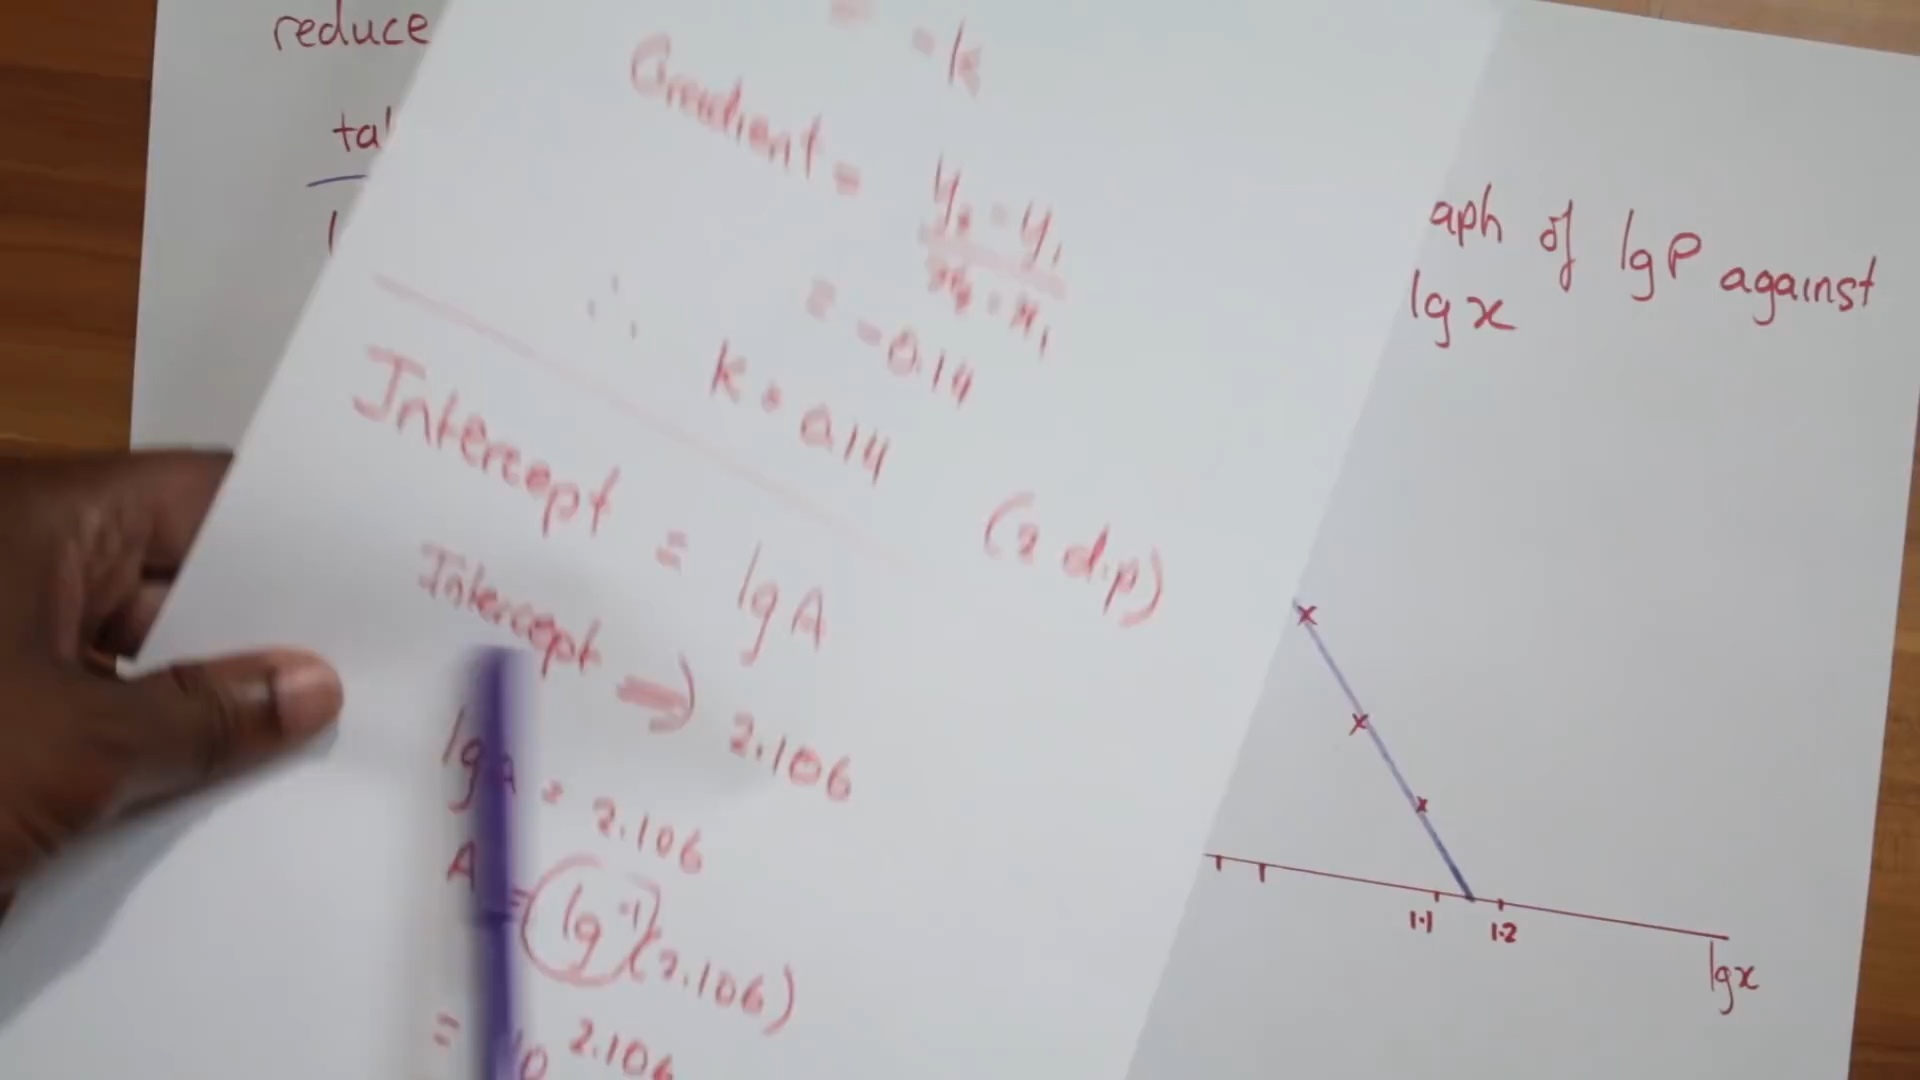 reduce
= -k
Gradient = y₂ - y₁
x₂ - x₁
= -0.14
∴ k = 0.14 (2 d.p)
Intercept = lg A
Intercept ⇒ 2.106
lg A = 2.106
A = lg⁻¹(2.106)
= 10^2.106
aph of lg P against
lg x
1.1 1.2
lg x